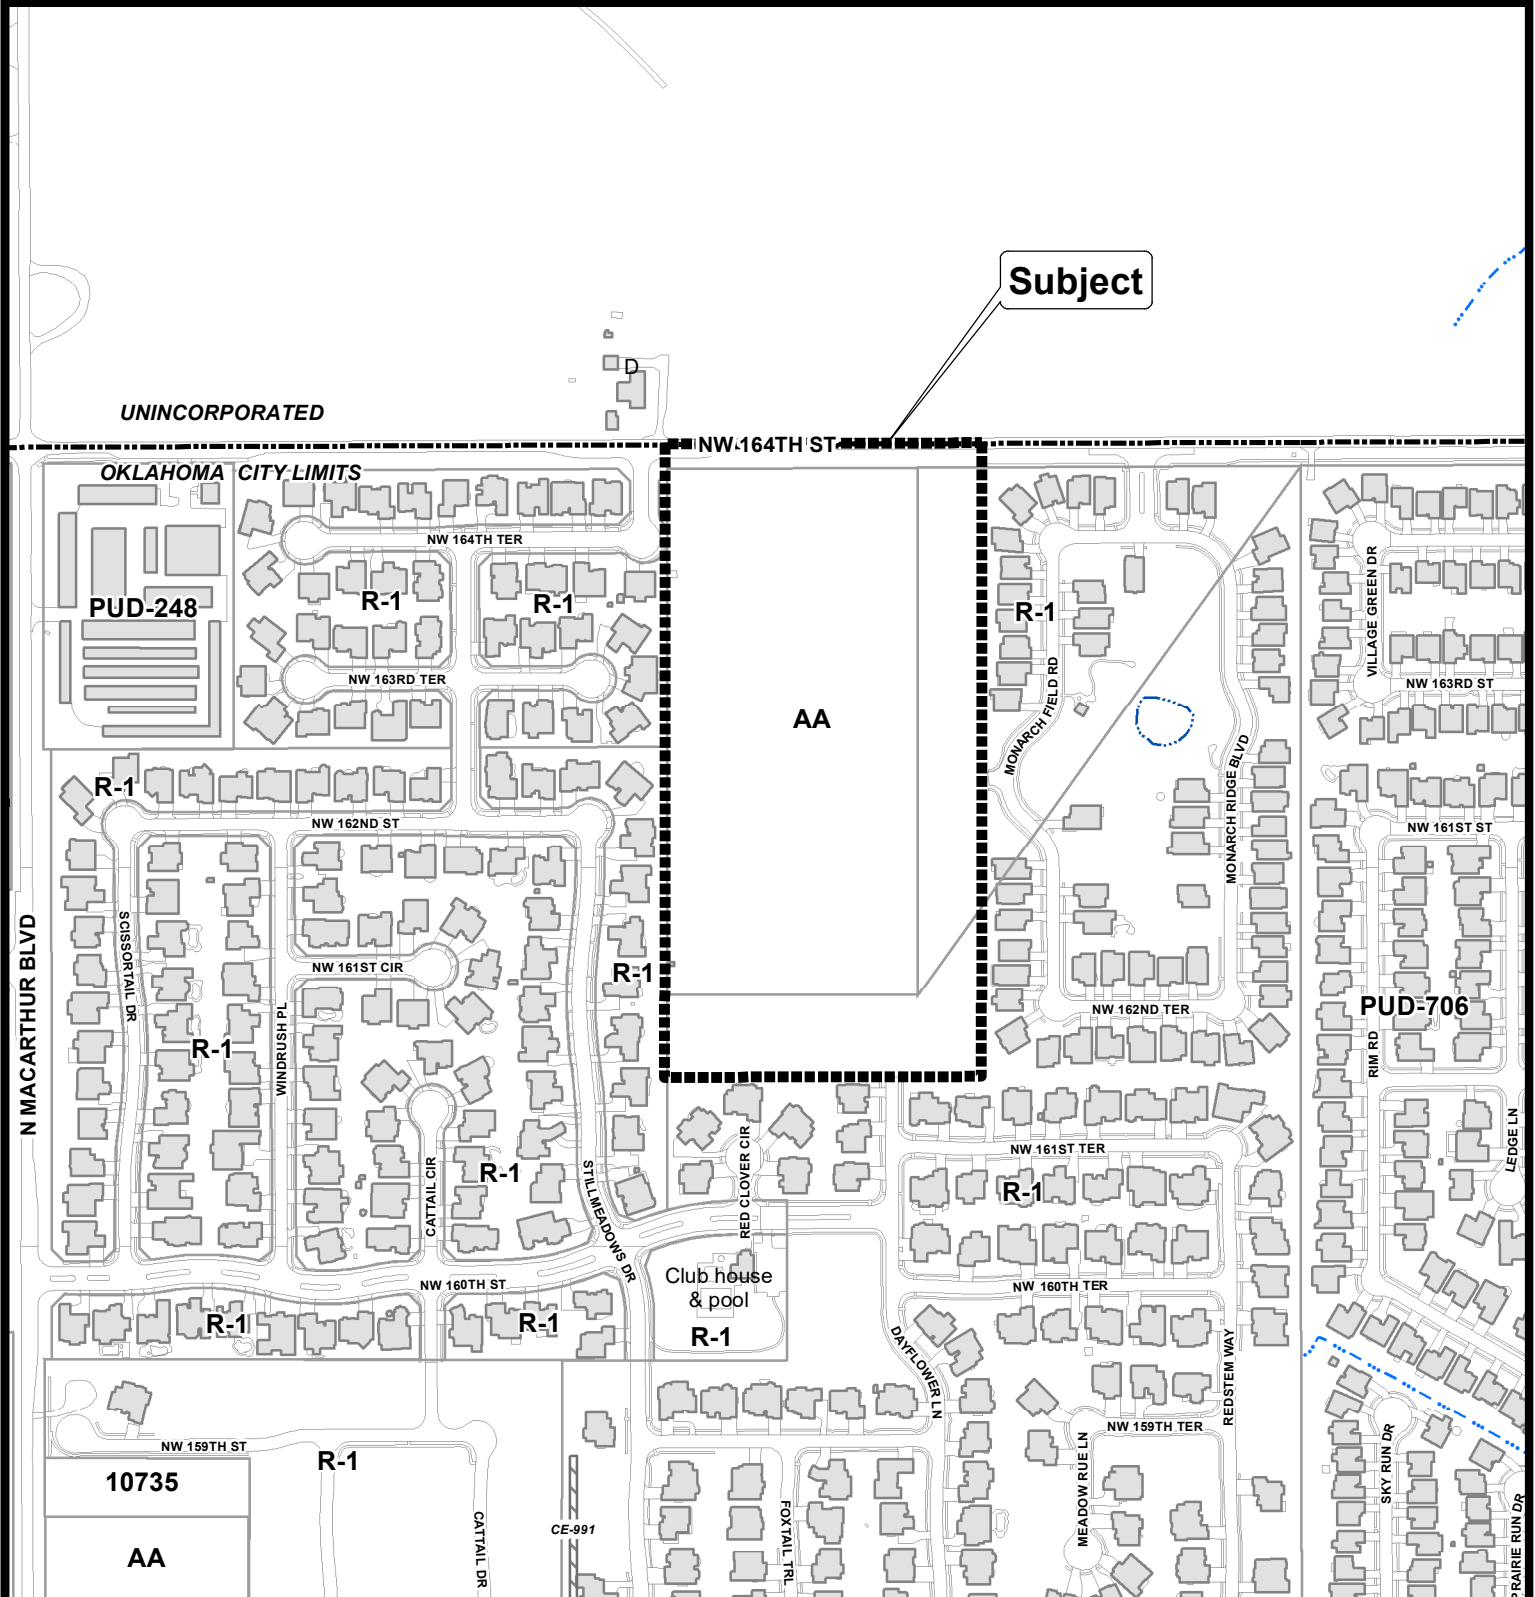 Subject
D
UNINCORPORATED
NW 164TH ST
OKLAHOMA CITY LIMITS
NW 164TH TER
PUD-248
R-1
R-1
R-1
VILLAGE GREEN DR
NW 163RD TER
NW 163RD ST
MONARCH FIELD RD
AA
MONARCH RIDGE BLVD
R-1
NW 162ND ST
NW 161ST ST
N MACARTHUR BLVD
SCISSORTAIL DR
NW 161ST CIR
R-1
WINDRUSH PL
R-1
NW 162ND TER
PUD-706
RIM RD
LEDGE LN
CATTAIL CIR
R-1
STILLMEADOWS DR
RED CLOVER CIR
NW 161ST TER
R-1
NW 160TH ST
Club house
& pool
R-1
NW 160TH TER
R-1
R-1
DAYFLOWER LN
REDSTEM WAY
NW 159TH ST
R-1
10735
AA
CATTAIL DR
CE-991
FOXTAIL TRL
MEADOW RUE LN
NW 159TH TER
SKY RUN DR
PRAIRIE RUN DR